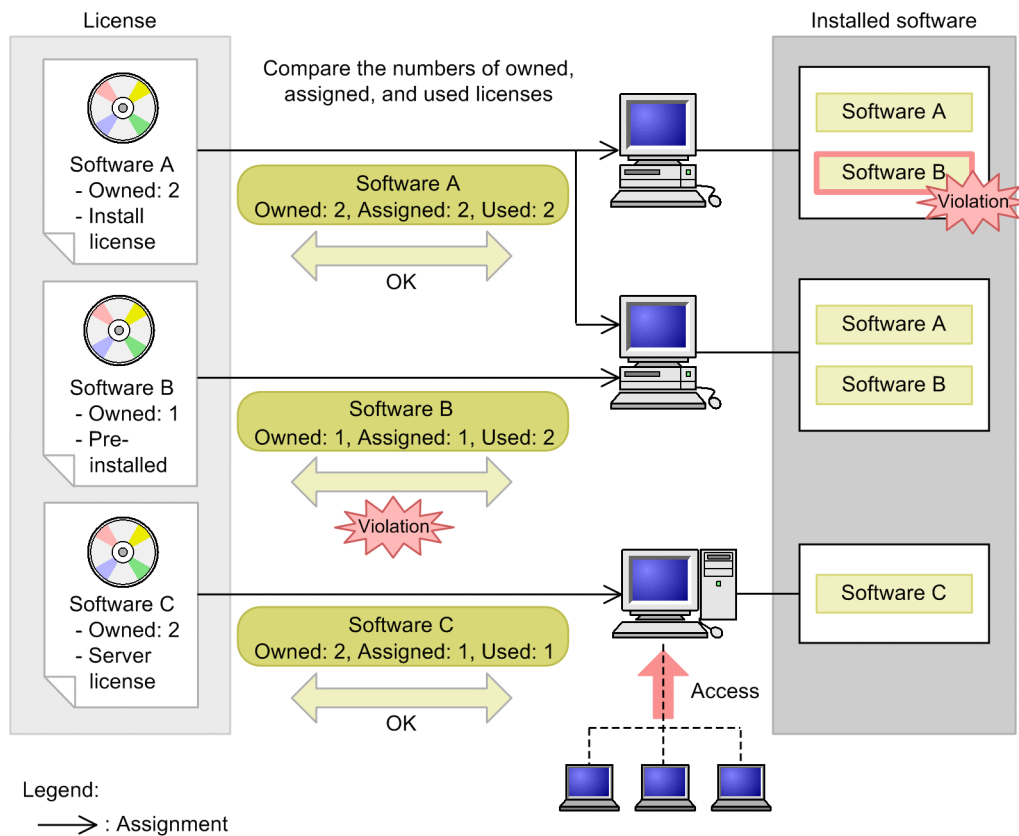 License
Installed software
Compare the numbers of owned,
assigned, and used licenses
Software A
- Owned: 2
- Install
license
Software A
Owned: 2, Assigned: 2, Used: 2
OK
Software A
Software B
Violation
Software B
- Owned: 1
- Pre-
installed
Software B
Owned: 1, Assigned: 1, Used: 2
Violation
Software A
Software B
Software C
- Owned: 2
- Server
license
Software C
Owned: 2, Assigned: 1, Used: 1
OK
Software C
Access
Legend:
: Assignment